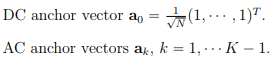 DC anchor vector a₀ = 1/√N (1, ⋯ , 1)ᵀ.
AC anchor vectors aₖ, k = 1, ⋯ K − 1.